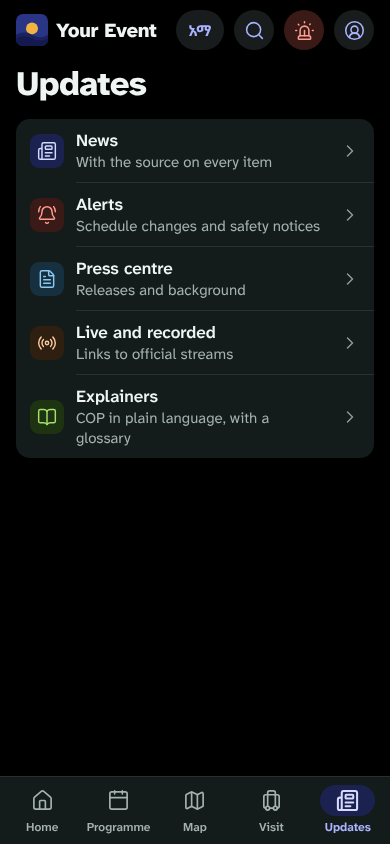 Your Event
አማ
Updates
News
With the source on every item
Alerts
Schedule changes and safety notices
Press centre
Releases and background
Live and recorded
Links to official streams
Explainers
COP in plain language, with a
glossary
Home
Programme
Map
Visit
Updates